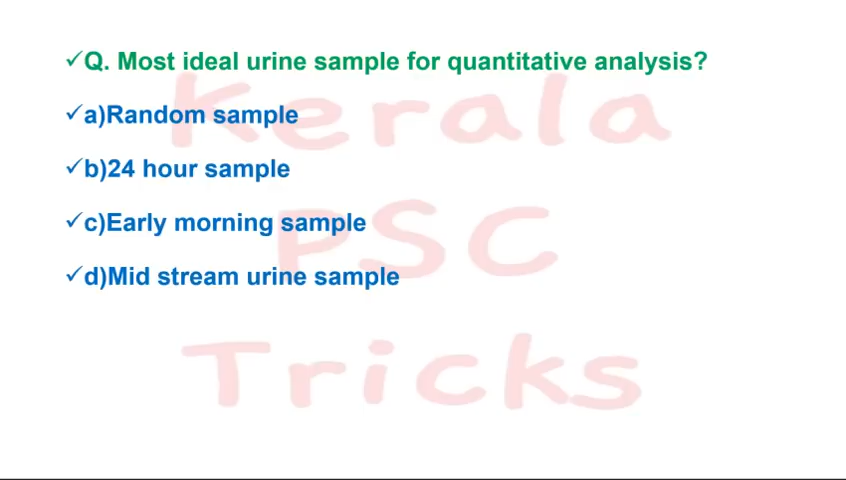 ✓Q. Most ideal urine sample for quantitative analysis?
✓a)Random sample
✓b)24 hour sample
✓c)Early morning sample
✓d)Mid stream urine sample
Kerala
PSC
Tricks